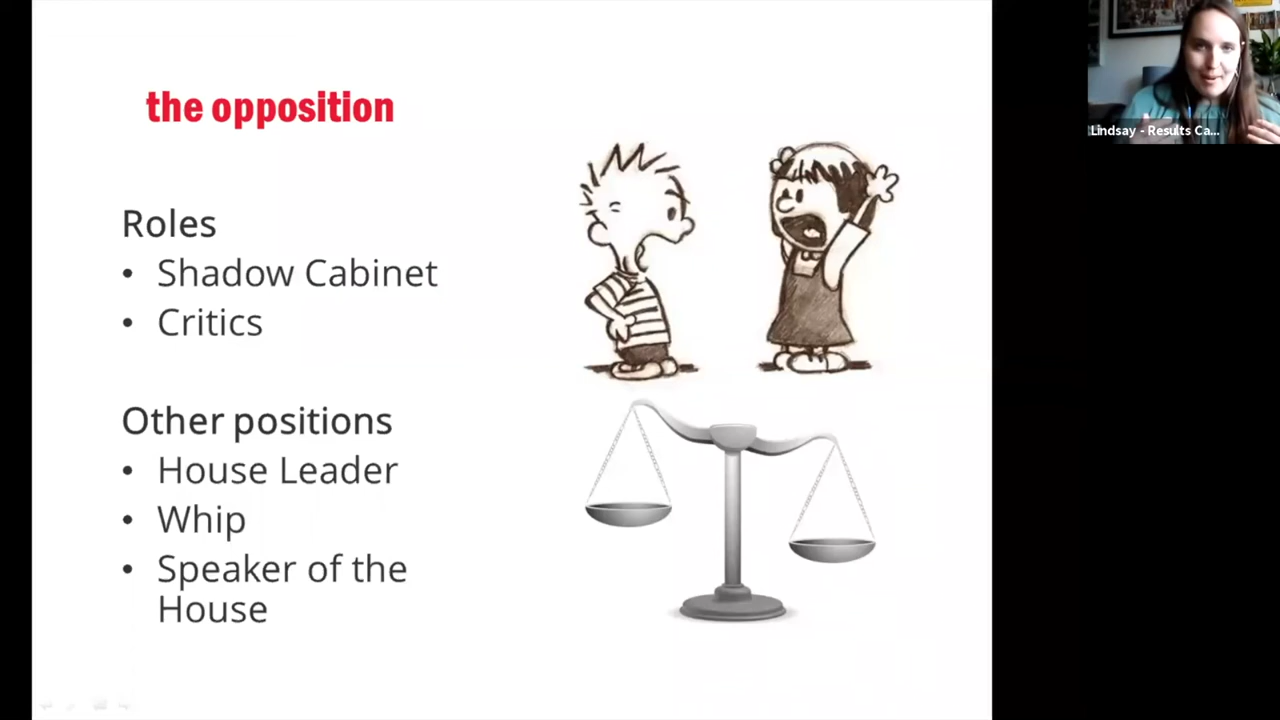 the opposition
Roles
• Shadow Cabinet
• Critics
Other positions
• House Leader
• Whip
• Speaker of the
House
Lindsay - Results Ca...